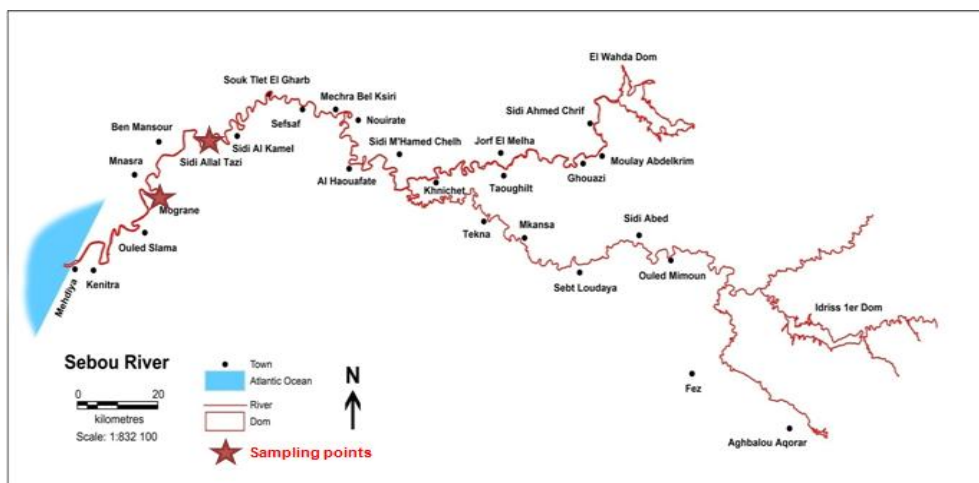 El Wahda Dom
Souk Tlet El Gharb
Mechra Bel Ksiri
Sidi Ahmed Chrif
Ben Mansour
Sefsaf
Nouirate
Sidi M'Hamed Chelh
Jorf El Melha
Sidi Al Kamel
Sidi Allal Tazi
Mnasra
Moulay Abdelkrim
Ghouazi
Al Haouafate
Khnichet
Taoughilt
Mograne
Tekna
Mkansa
Sidi Abed
Ouled Slama
Ouled Mimoun
Sebt Loudaya
Mehdiya
Kenitra
Idriss 1er Dom
Sebou River
0 20
kilometres
Scale: 1:832 100
Town
Atlantic Ocean
River
Dom
Sampling points
N
Fez
Aghbalou Aqorar